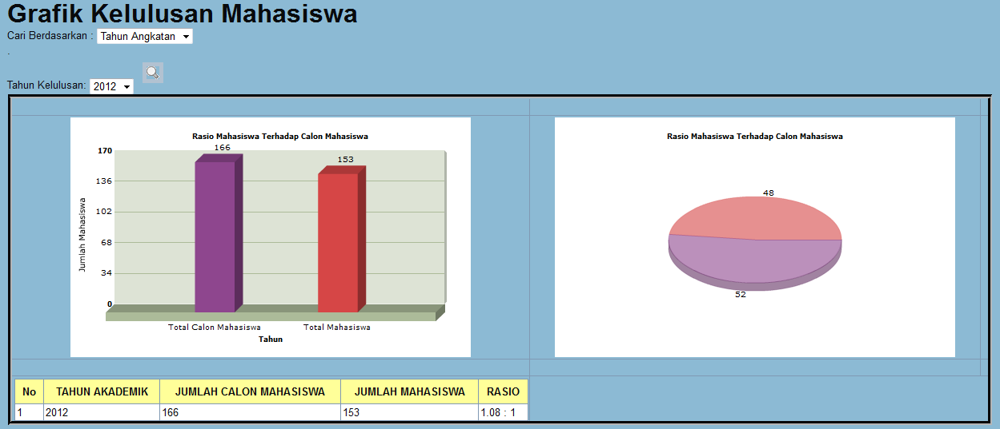 Grafik Kelulusan Mahasiswa
Cari Berdasarkan : Tahun Angkatan
.
Tahun Kelulusan: 2012
Rasio Mahasiswa Terhadap Calon Mahasiswa
166
153
170
136
102
68
34
0
Jumlah Mahasiswa
Total Calon Mahasiswa Total Mahasiswa
Tahun
Rasio Mahasiswa Terhadap Calon Mahasiswa
48
52
No TAHUN AKADEMIK JUMLAH CALON MAHASISWA JUMLAH MAHASISWA RASIO
1 2012 166 153 1.08 : 1